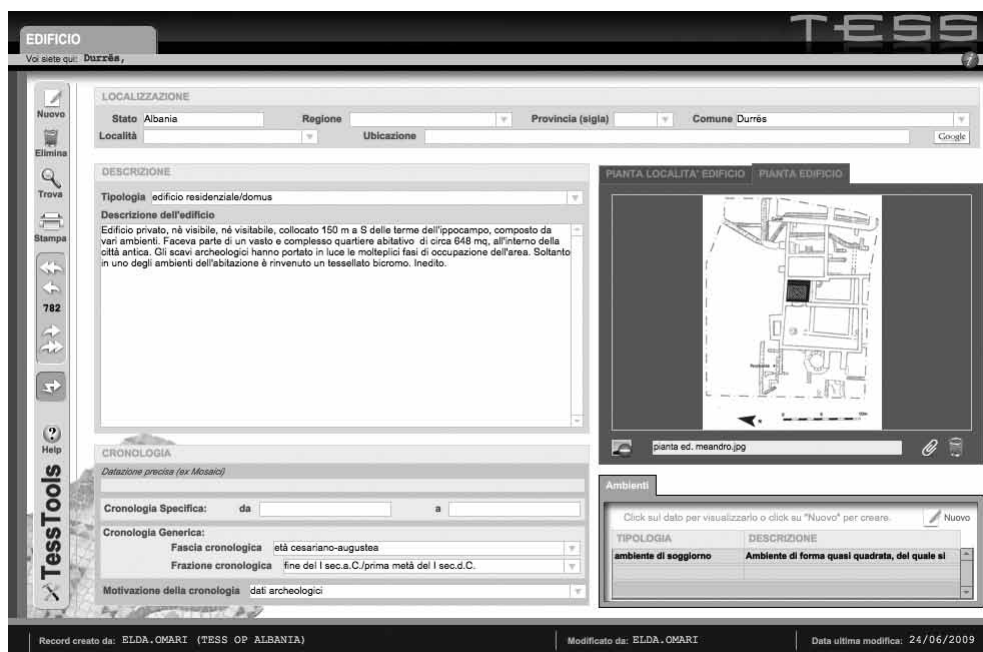 TESS
EDIFICIO
Voi siete qui: Durrës,
Nuovo
Elimina
Trova
Stampa
782
Help
TessTools
LOCALIZZAZIONE
Stato Albania Regione Provincia (sigla) Comune Durrës
Località Ubicazione Google
DESCRIZIONE
Tipologia edificio residenziale/domus
Descrizione dell'edificio
Edificio privato, nè visibile, nè visitabile, collocato 150 m a S delle terme dell'ippocampo, composto da
vari ambienti. Faceva parte di un vasto e complesso quartiere abitativo di circa 648 mq, all'interno della
città antica. Gli scavi archeologici hanno portato in luce le molteplici fasi di occupazione dell'area. Soltanto
in uno degli ambienti dell'abitazione è rinvenuto un tessellato bicromo. Inedito.
PIANTA LOCALITA' EDIFICIO PIANTA EDIFICIO
pianta ed. meandro.jpg
CRONOLOGIA
Datazione precisa (ex Mosaici)
Cronologia Specifica: da a
Cronologia Generica:
Fascia cronologica età cesariano-augustea
Frazione cronologica fine del I sec.a.C./prima metà del I sec.d.C.
Motivazione della cronologia dati archeologici
Ambienti
Click sul dato per visualizzarlo o click su "Nuovo" per creare. Nuovo
TIPOLOGIA DESCRIZIONE
ambiente di soggiorno Ambiente di forma quasi quadrata, del quale si
Record creato da: ELDA.OMARI (TESS OP ALBANIA) Modificato da: ELDA.OMARI Data ultima modifica: 24/06/2009